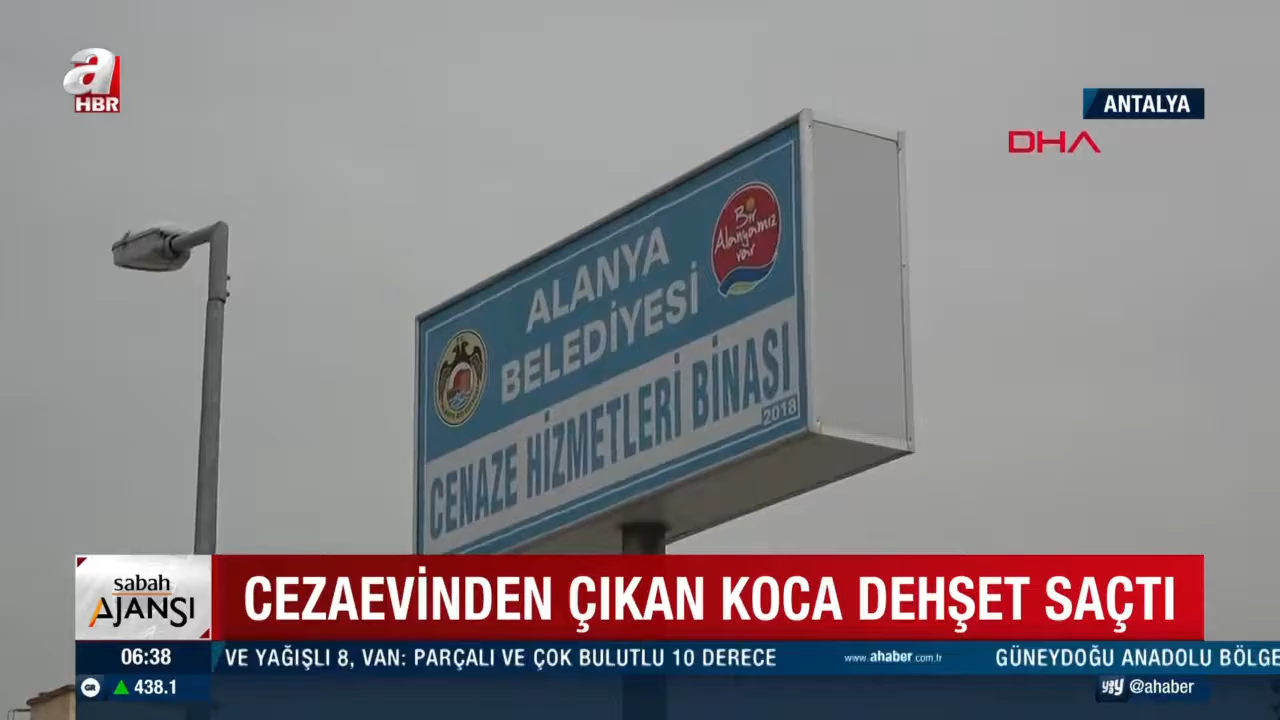 a
HBR
ANTALYA
DHA
Bir
Alanyamız
var
ALANYA
BELEDİYESİ
CENAZE HİZMETLERİ BİNASI
2018
sabah
AJANSI
CEZAEVİNDEN ÇIKAN KOCA DEHŞET SAÇTI
06:38
VE YAĞIŞLI 8, VAN: PARÇALI VE ÇOK BULUTLU 10 DERECE
www.ahaber.com.tr
GÜNEYDOĞU ANADOLU BÖLGE
GR
438.1
@ahaber